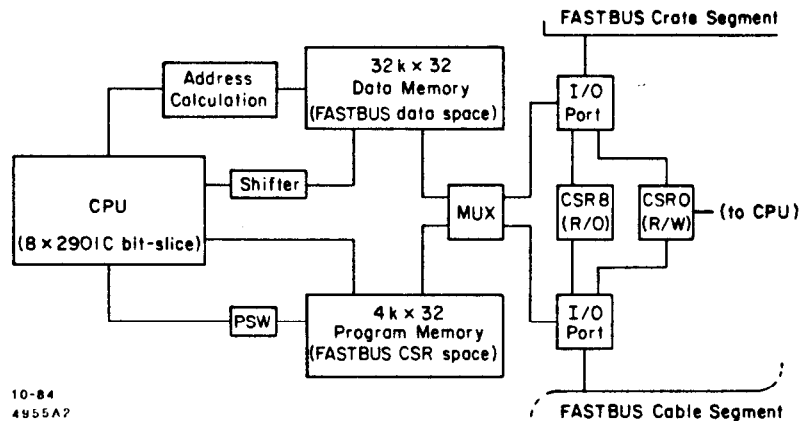 FASTBUS Crate Segment
Address
Calculation
32k × 32
Data Memory
(FASTBUS data space)
I/O
Port
CPU
(8 × 2901C bit-slice)
Shifter
MUX
CSR8
(R/O)
CSRO
(R/W)
(to CPU)
PSW
4k × 32
Program Memory
(FASTBUS CSR space)
I/O
Port
10-84
4955A2
FASTBUS Cable Segment